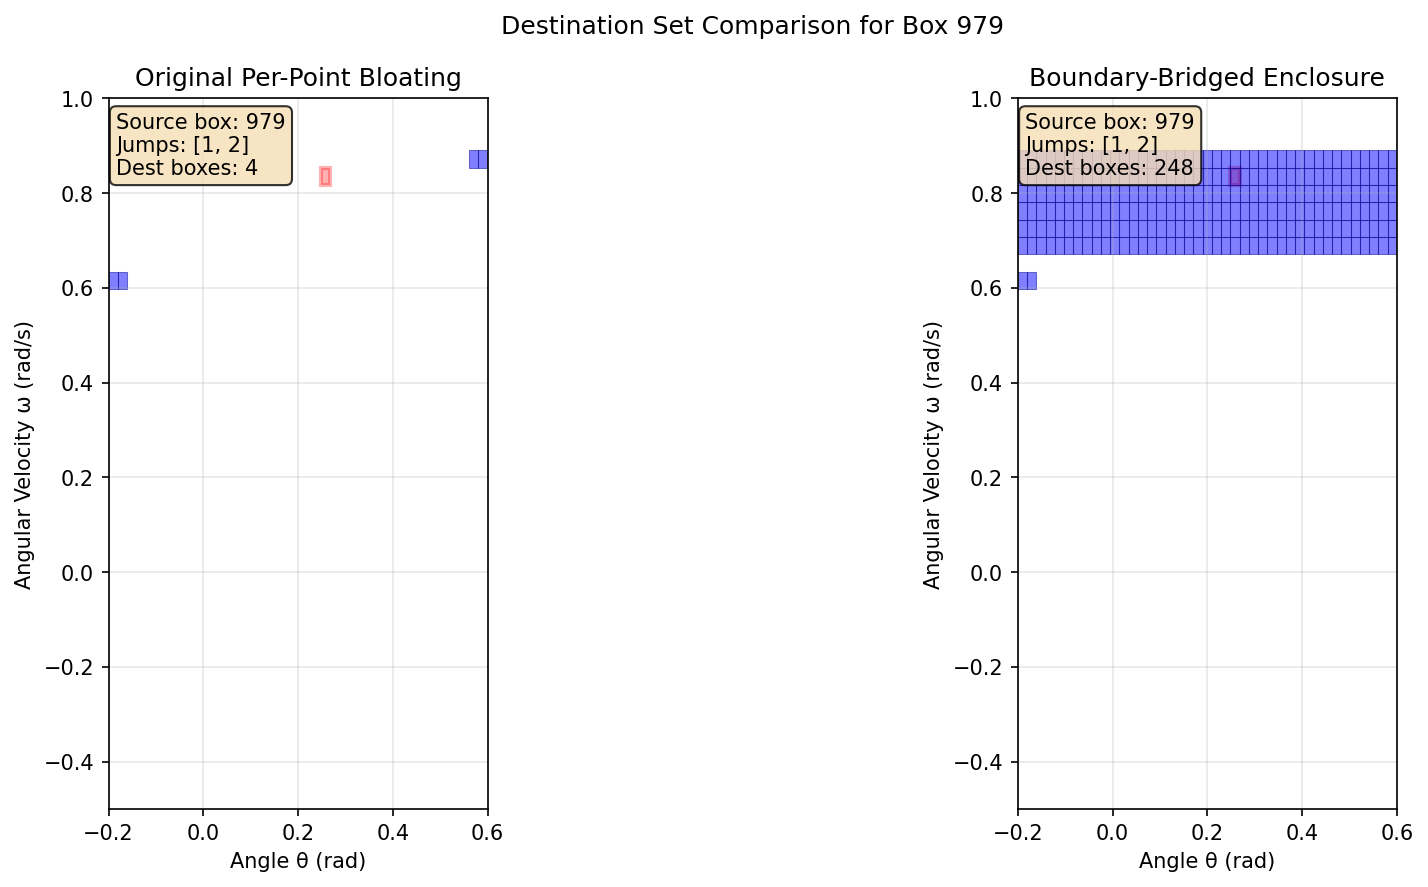 Destination Set Comparison for Box 979
Original Per-Point Bloating
Source box: 979
Jumps: [1, 2]
Dest boxes: 4
1.0
0.8
0.6
0.4
0.2
0.0
−0.2
−0.4
Angular Velocity ω (rad/s)
−0.2 0.0 0.2 0.4 0.6
Angle θ (rad)
Boundary-Bridged Enclosure
Source box: 979
Jumps: [1, 2]
Dest boxes: 248
1.0
0.8
0.6
0.4
0.2
0.0
−0.2
−0.4
Angular Velocity ω (rad/s)
−0.2 0.0 0.2 0.4 0.6
Angle θ (rad)